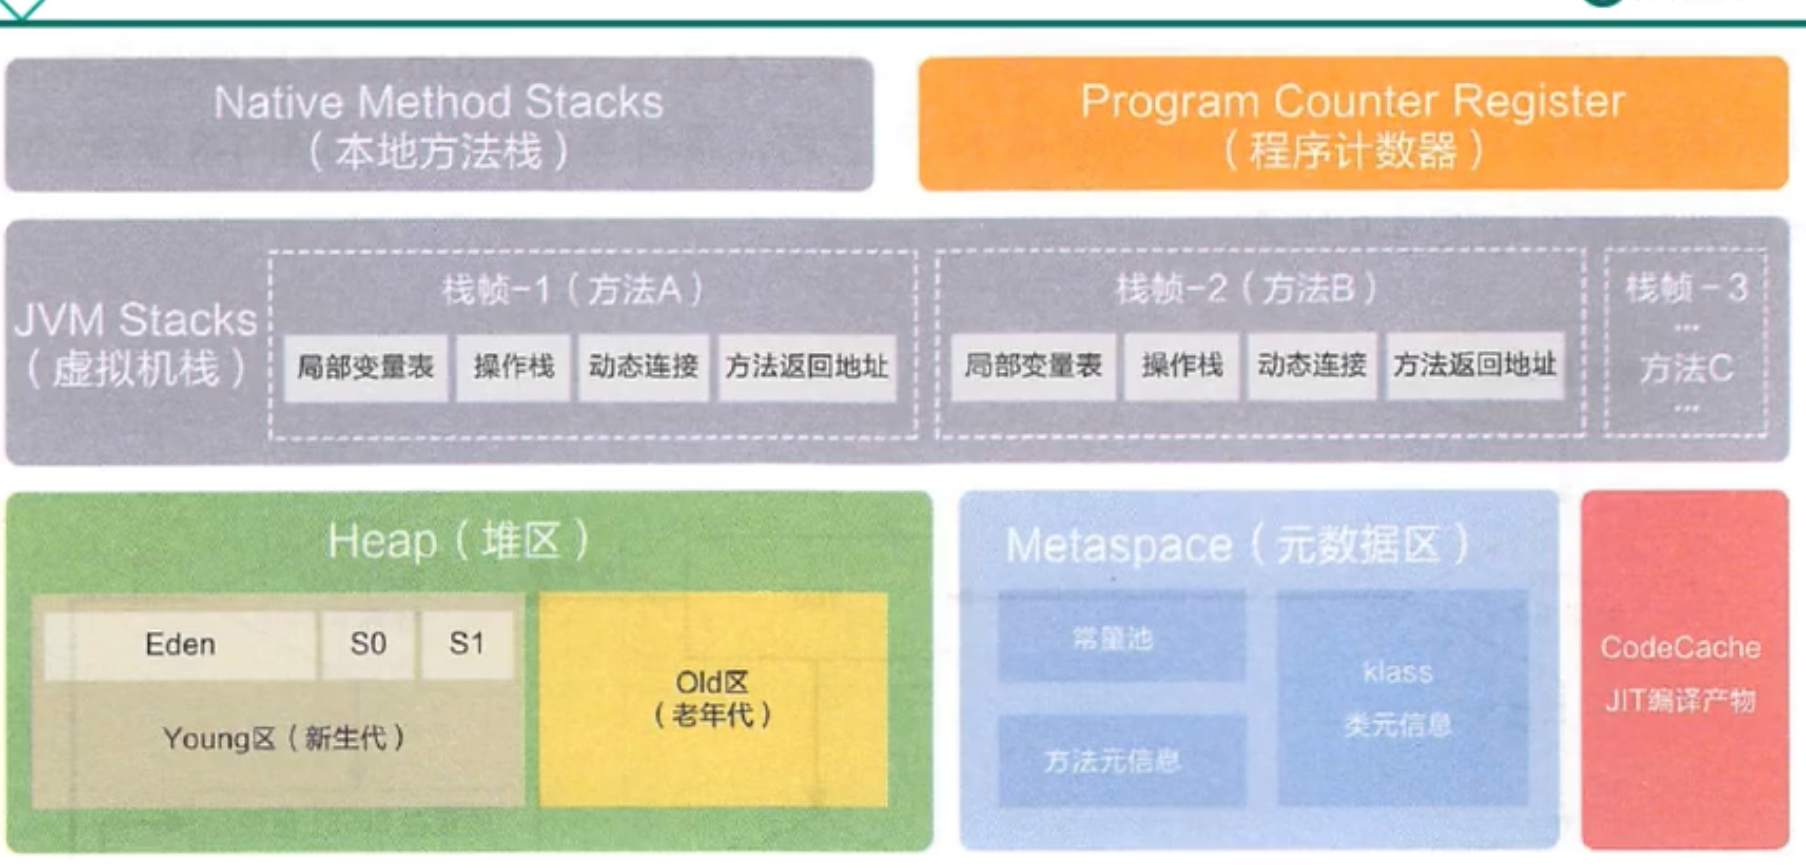 Native Method Stacks
（本地方法栈）
Program Counter Register
（程序计数器）
JVM Stacks
（虚拟机栈）
栈帧-1（方法A）
局部变量表
操作栈
动态连接
方法返回地址
栈帧-2（方法B）
局部变量表
操作栈
动态连接
方法返回地址
栈帧-3
...
方法C
...
Heap（堆区）
Eden
S0
S1
Young区（新生代）
Old区
（老年代）
Metaspace（元数据区）
常量池
方法元信息
klass
类元信息
CodeCache
JIT编译产物